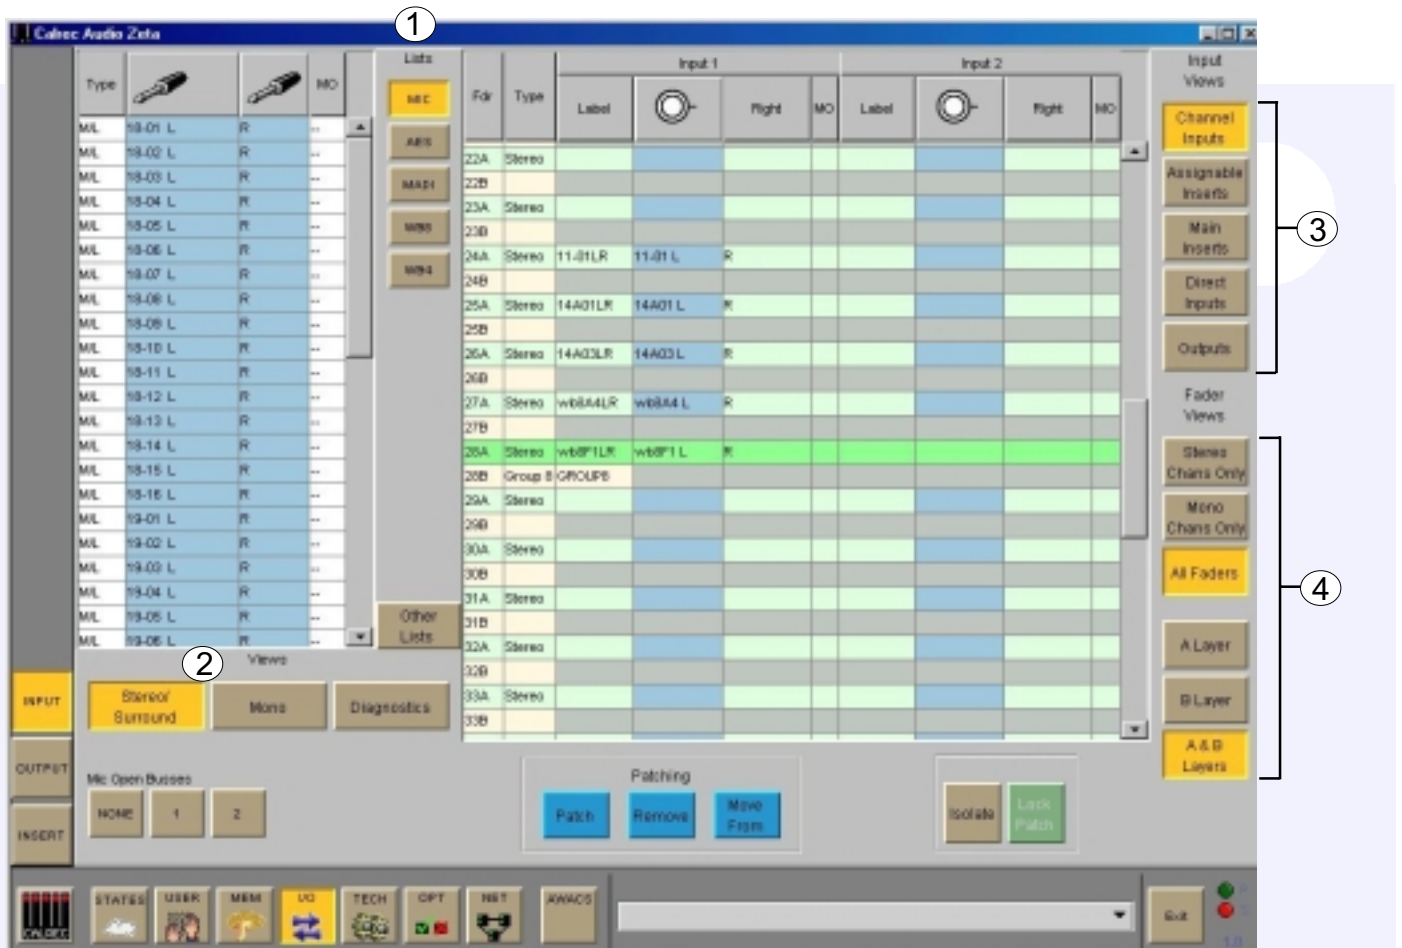 1
Calrec Audio Zeta
Type MO
Lists
MIC
AES
MADI
WB8
Other Lists
M/L 18-01 L R --
M/L 18-02 L R --
M/L 18-03 L R --
M/L 18-04 L R --
M/L 18-05 L R --
M/L 18-06 L R --
M/L 18-07 L R --
M/L 18-08 L R --
M/L 18-09 L R --
M/L 18-10 L R --
M/L 18-11 L R --
M/L 18-12 L R --
M/L 18-13 L R --
M/L 18-14 L R --
M/L 18-15 L R --
M/L 18-16 L R --
M/L 19-01 L R --
M/L 19-02 L R --
M/L 19-03 L R --
M/L 19-04 L R --
M/L 19-05 L R --
M/L 19-06 L R --
Input 1 Input 2
Fdr Type Label Right MO Label Right MO
22A Stereo
22B
23A Stereo
23B
24A Stereo 11-01LR 11-01 L R
24B
25A Stereo 14A01LR 14A01 L R
25B
26A Stereo 14A03LR 14A03 L R
26B
27A Stereo wb8A4LR wb8A4 L R
27B
28A Stereo wb8F1LR wb8F1 L R
28B Group 8 GROUP8
29A Stereo
29B
30A Stereo
30B
31A Stereo
31B
32A Stereo
32B
33A Stereo
33B
Input
Views
Channel
Inputs
Assignable
Inserts
Main
Inserts
Direct
Inputs
Outputs
3
Fader
Views
Stereo
Chans Only
Mono
Chans Only
All Faders
A Layer
B Layer
A & B
Layers
4
2
Views
Stereo/
Surround
Mono
Diagnostics
INPUT
OUTPUT
INSERT
Mic Open Busses
NONE 1 2
Patching
Patch Remove Move
From
Isolate Lock
Patch
CALREC STATES USER MEM I/O TECH OPT NET AWACS Exit
1.0